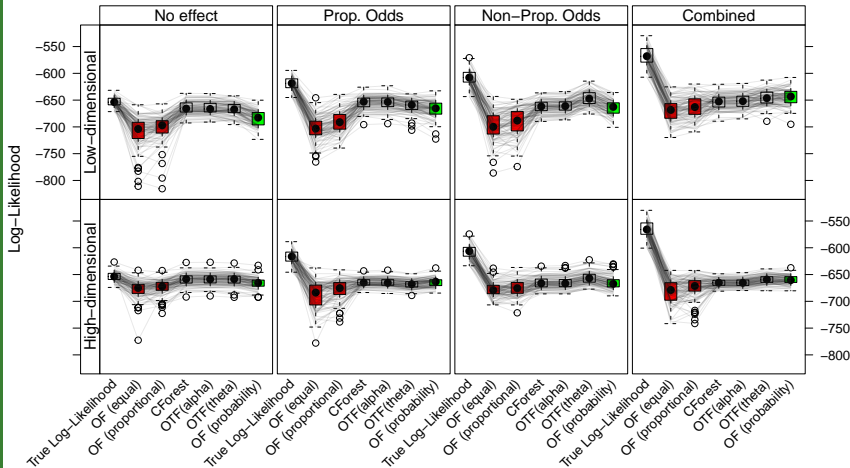 No effect
Prop. Odds
Non−Prop. Odds
Combined
Log−Likelihood
Low−dimensional
High−dimensional
−550
−600
−650
−700
−750
−800
−550
−600
−650
−700
−750
−800
True Log−Likelihood
OF (equal)
OF (proportional)
CForest
OTF(alpha)
OTF(theta)
OF (probability)
True Log−Likelihood
OF (equal)
OF (proportional)
CForest
OTF(alpha)
OTF(theta)
OF (probability)
True Log−Likelihood
OF (equal)
OF (proportional)
CForest
OTF(alpha)
OTF(theta)
OF (probability)
True Log−Likelihood
OF (equal)
OF (proportional)
CForest
OTF(alpha)
OTF(theta)
OF (probability)